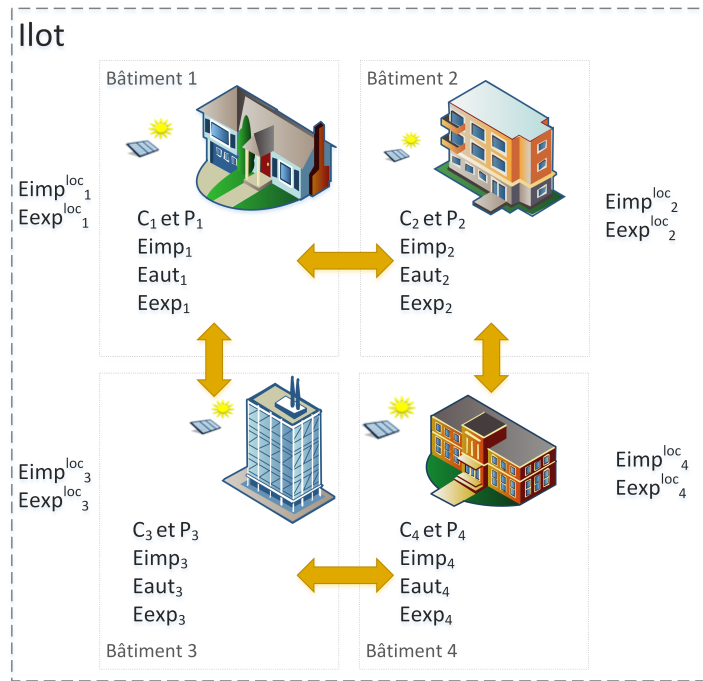 Ilot
Bâtiment 1
Bâtiment 2
Eimp^loc_1
Eexp^loc_1
C_1 et P_1
Eimp_1
Eaut_1
Eexp_1
C_2 et P_2
Eimp_2
Eaut_2
Eexp_2
Eimp^loc_2
Eexp^loc_2
Eimp^loc_3
Eexp^loc_3
C_3 et P_3
Eimp_3
Eaut_3
Eexp_3
C_4 et P_4
Eimp_4
Eaut_4
Eexp_4
Eimp^loc_4
Eexp^loc_4
Bâtiment 3
Bâtiment 4